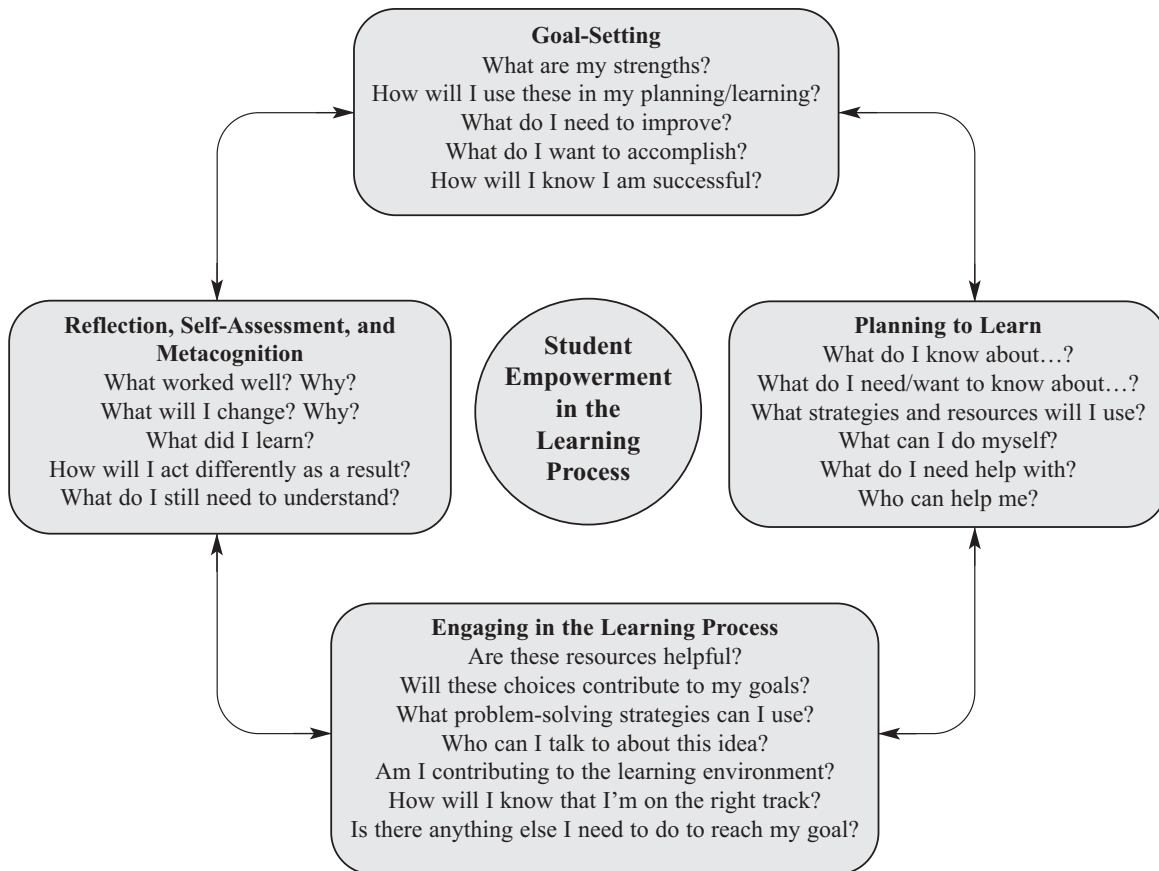 Goal-Setting
What are my strengths?
How will I use these in my planning/learning?
What do I need to improve?
What do I want to accomplish?
How will I know I am successful?
Reflection, Self-Assessment, and
Metacognition
What worked well? Why?
What will I change? Why?
What did I learn?
How will I act differently as a result?
What do I still need to understand?
Student
Empowerment
in the
Learning
Process
Planning to Learn
What do I know about…?
What do I need/want to know about…?
What strategies and resources will I use?
What can I do myself?
What do I need help with?
Who can help me?
Engaging in the Learning Process
Are these resources helpful?
Will these choices contribute to my goals?
What problem-solving strategies can I use?
Who can I talk to about this idea?
Am I contributing to the learning environment?
How will I know that I’m on the right track?
Is there anything else I need to do to reach my goal?